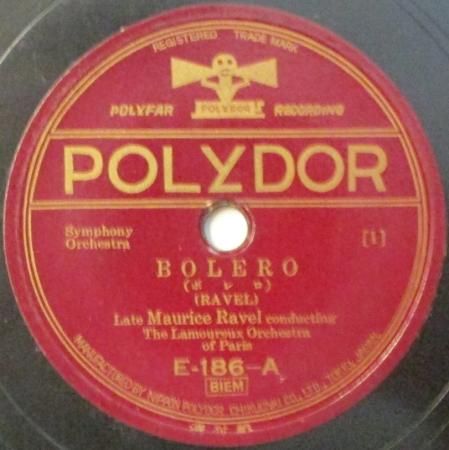 REGISTERED TRADE MARK
POLYFAR POLYDOR RECORDING
POLYDOR
Symphony
Orchestra
[1]
BOLERO
(ボレロ)
(RAVEL)
Late Maurice Ravel conducting
The Lamoureux Orchestra
of Paris
E-186-A
BIEM
MANUFACTURED BY NIPPON POLYDOR CHIKUONKI CO., LTD., TOKYO, JAPAN.